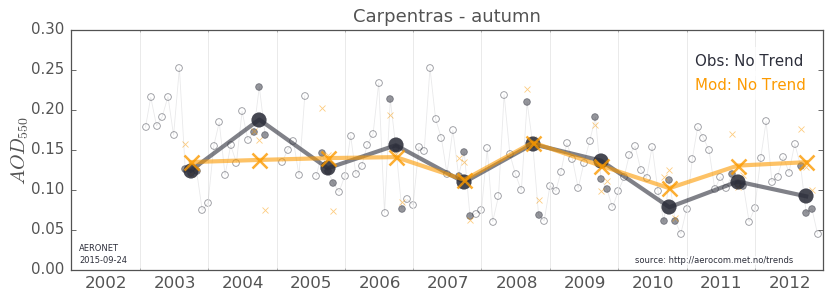 Carpentras - autumn
0.30
0.25
0.20
0.15
0.10
0.05
0.00
AOD550
Obs: No Trend
Mod: No Trend
AERONET
2015-09-24
source: http://aerocom.met.no/trends
2002 2003 2004 2005 2006 2007 2008 2009 2010 2011 2012